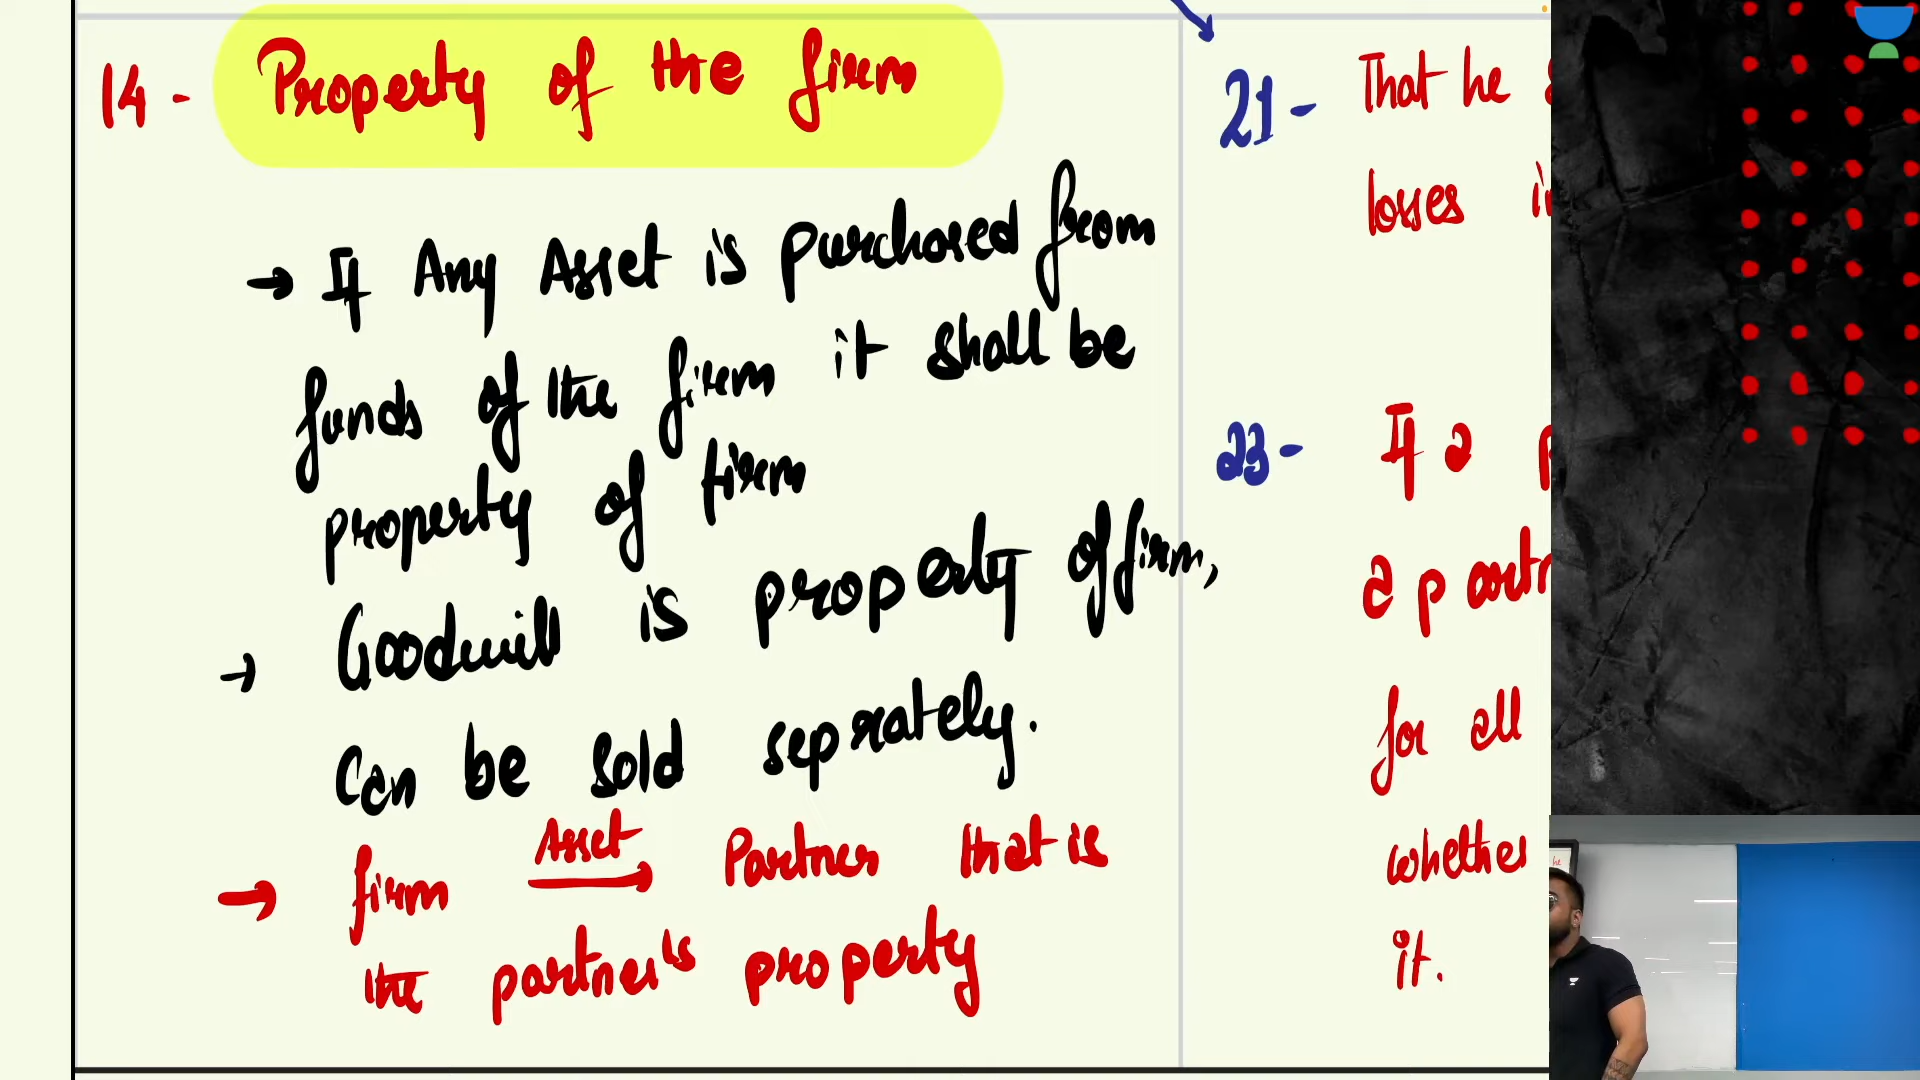 14 - Property of the firm
→ If Any Asset is purchased from
funds of the firm it shall be
property of firm
→ Goodwill is property of firm,
Can be sold seprately.
→ firm Asset → Partner that is
the partner's property
21 - That he
losses
23 - If a
a partn
for all
whether
it.